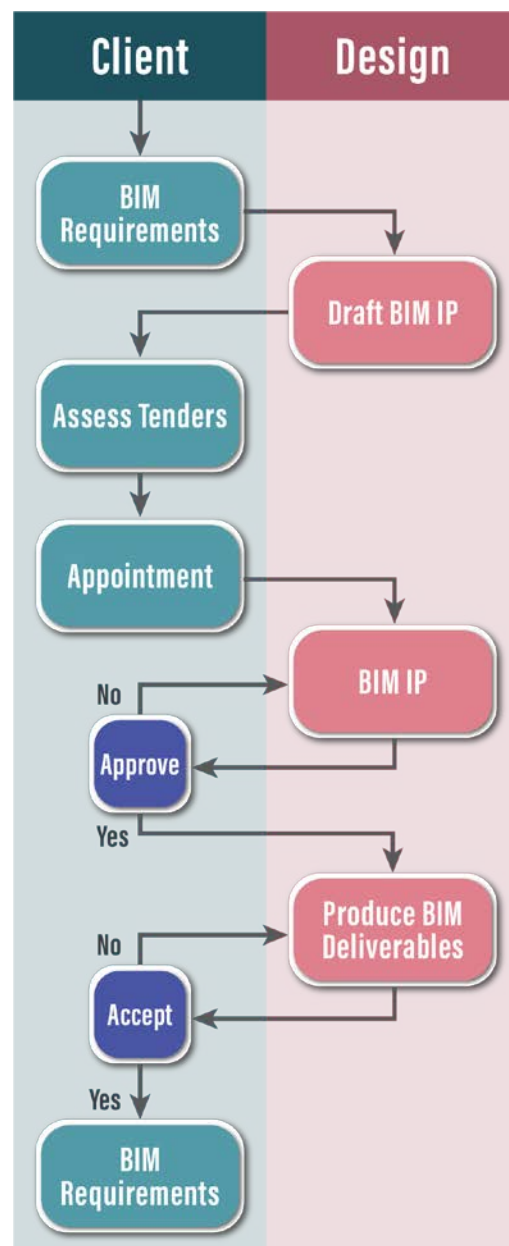 Client
Design
BIM
Requirements
Draft BIM IP
Assess Tenders
Appointment
BIM IP
No
Approve
Yes
Produce BIM
Deliverables
No
Accept
Yes
BIM
Requirements